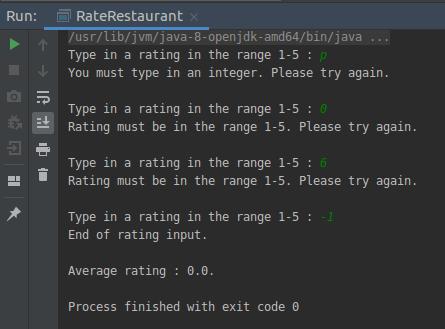 Run: RateRestaurant
/usr/lib/jvm/java-8-openjdk-amd64/bin/java ...
Type in a rating in the range 1-5 : p
You must type in an integer. Please try again.
Type in a rating in the range 1-5 : 0
Rating must be in the range 1-5. Please try again.
Type in a rating in the range 1-5 : 6
Rating must be in the range 1-5. Please try again.
Type in a rating in the range 1-5 : -1
End of rating input.
Average rating : 0.0.
Process finished with exit code 0